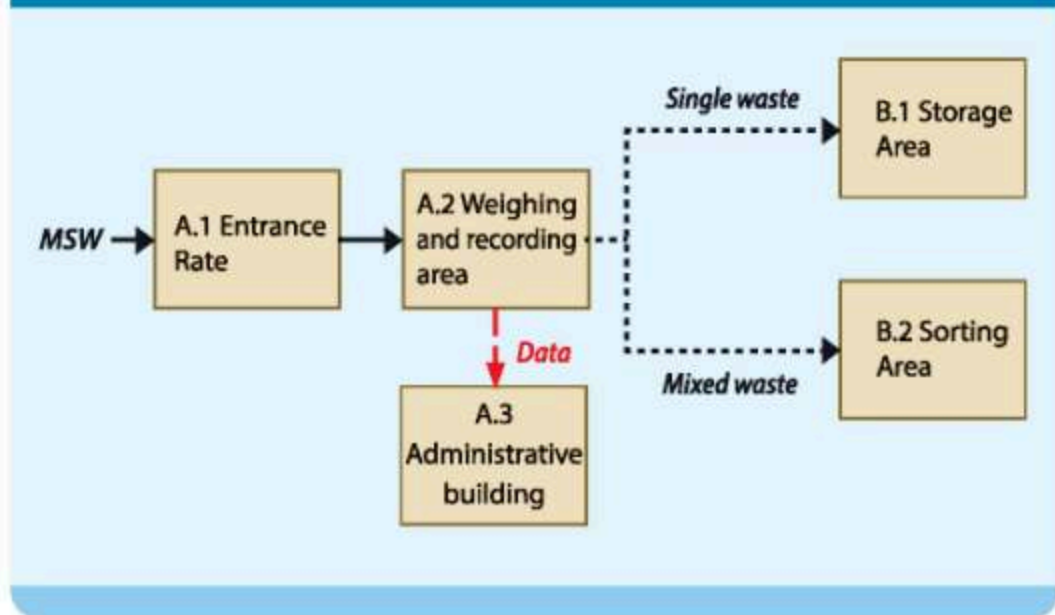 Single waste
B.1 Storage
Area
MSW
A.1 Entrance
Rate
A.2 Weighing
and recording
area
Data
Mixed waste
B.2 Sorting
Area
A.3
Administrative
building